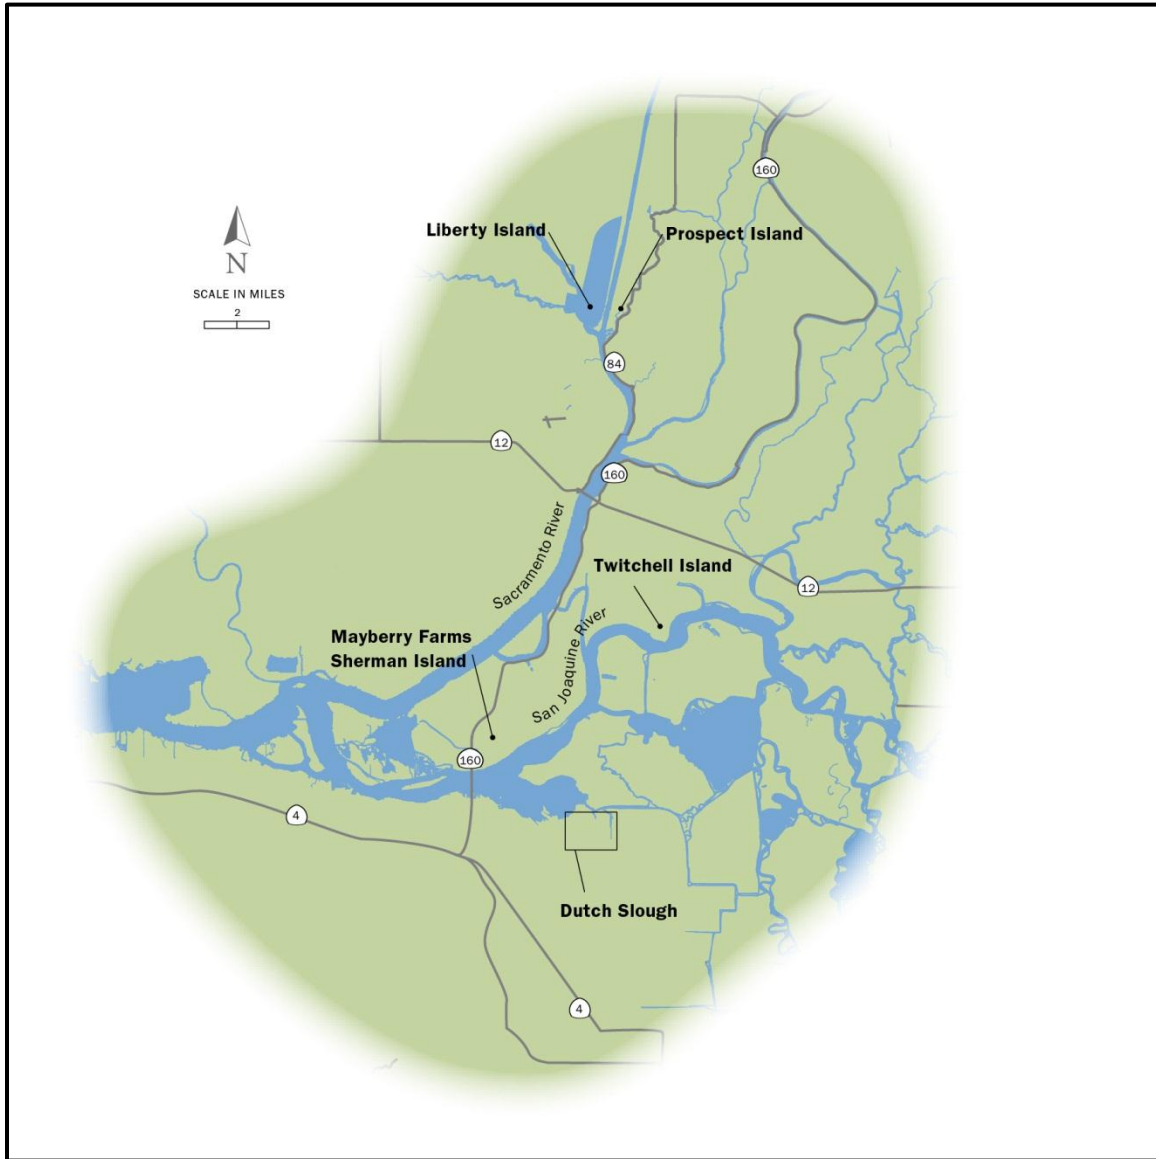 160
Liberty Island
Prospect Island
N
SCALE IN MILES
2
84
12
160
Sacramento River
Twitchell Island
12
San Joaquine River
Mayberry Farms
Sherman Island
160
4
Dutch Slough
4